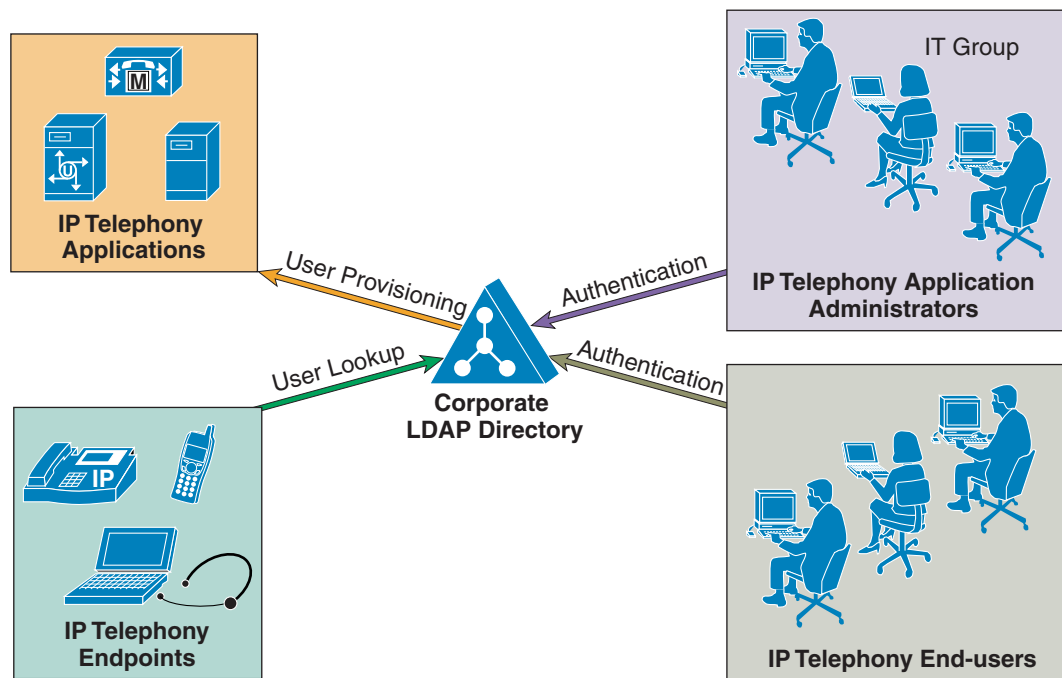 M
U
IP Telephony
Applications
IT Group
IP Telephony Application
Administrators
User Provisioning
Authentication
User Lookup
Authentication
Corporate
LDAP Directory
IP
IP Telephony
Endpoints
IP Telephony End-users